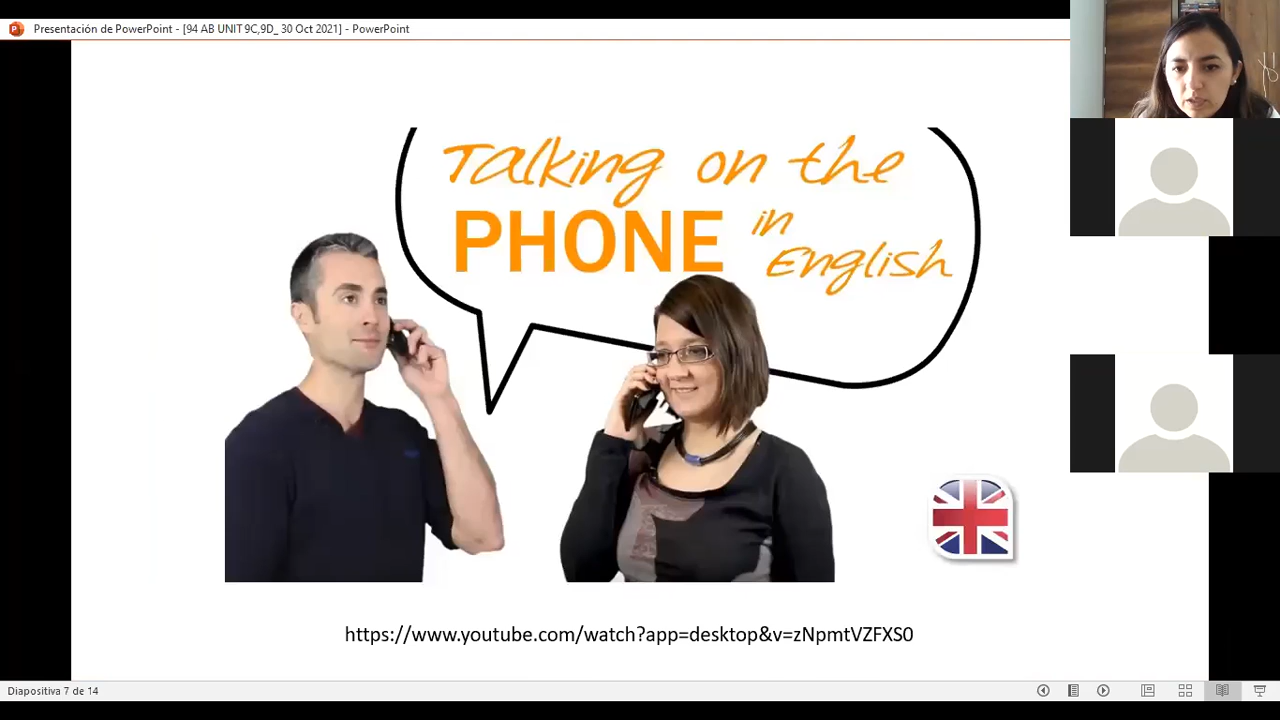 Presentación de PowerPoint - [94 AB UNIT 9C,9D_ 30 Oct 2021] - PowerPoint
Talking on the
PHONE in
English
https://www.youtube.com/watch?app=desktop&v=zNpmtVZFXS0
Diapositiva 7 de 14